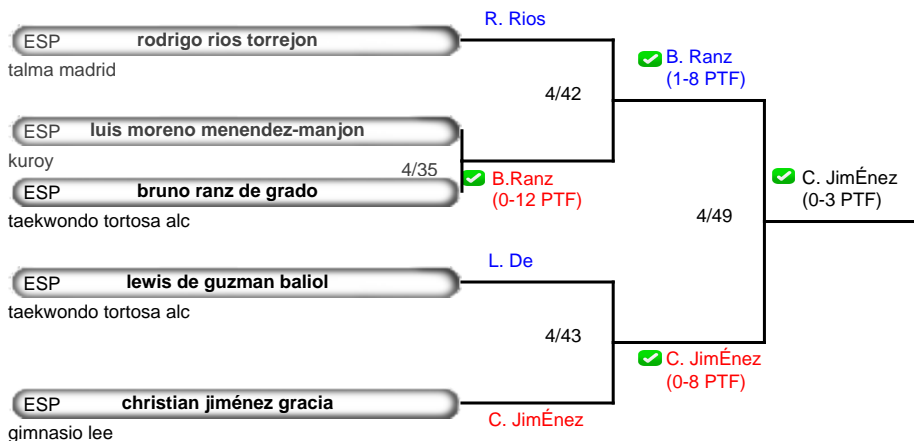 R. Rios
ESP rodrigo rios torrejon
talma madrid
B. Ranz
(1-8 PTF)
4/42
ESP luis moreno menendez-manjon
kuroy
4/35
B.Ranz
(0-12 PTF)
ESP bruno ranz de grado
taekwondo tortosa alc
C. JimÉnez
(0-3 PTF)
4/49
L. De
ESP lewis de guzman baliol
taekwondo tortosa alc
4/43
C. JimÉnez
(0-8 PTF)
ESP christian jiménez gracia
C. JimÉnez
gimnasio lee